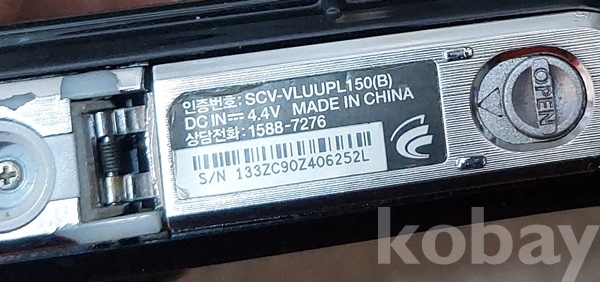 인증번호: SCV-VLUUPL150(B)
DC IN⎓ 4.4V MADE IN CHINA
상담전화: 1588-7276
S/N 133ZC90Z406252L
OPEN
kobay